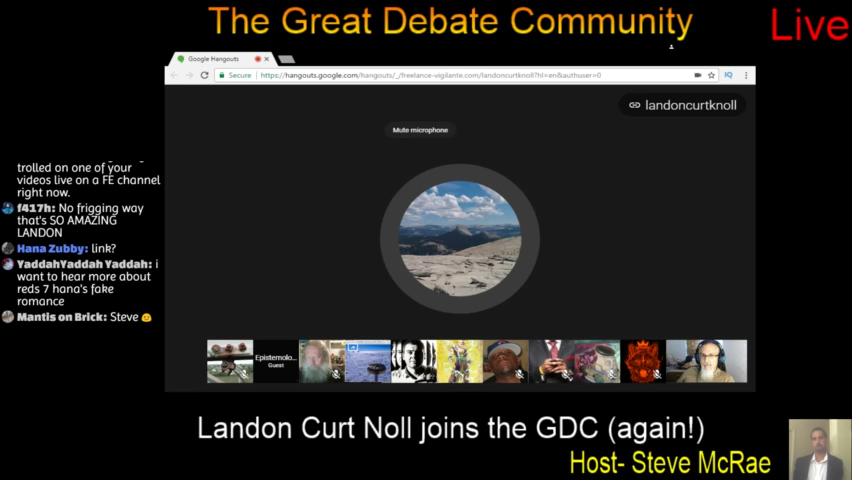 The Great Debate Community
Live
Google Hangouts
Secure
https://hangouts.google.com/hangouts/_/freelance-vigilante.com/landoncurtknoll?hl=en&authuser=0
IQ
landoncurtknoll
Mute microphone
trolled on one of your
videos live on a FE channel
right now.
f417h: No frigging way
that's SO AMAZING
LANDON
Hana Zubby: link?
YaddahYaddah Yaddah: i
want to hear more about
reds 7 hana's fake
romance
Mantis on Brick: Steve
Epistemolo...
Guest
Landon Curt Noll joins the GDC (again!)
Host- Steve McRae